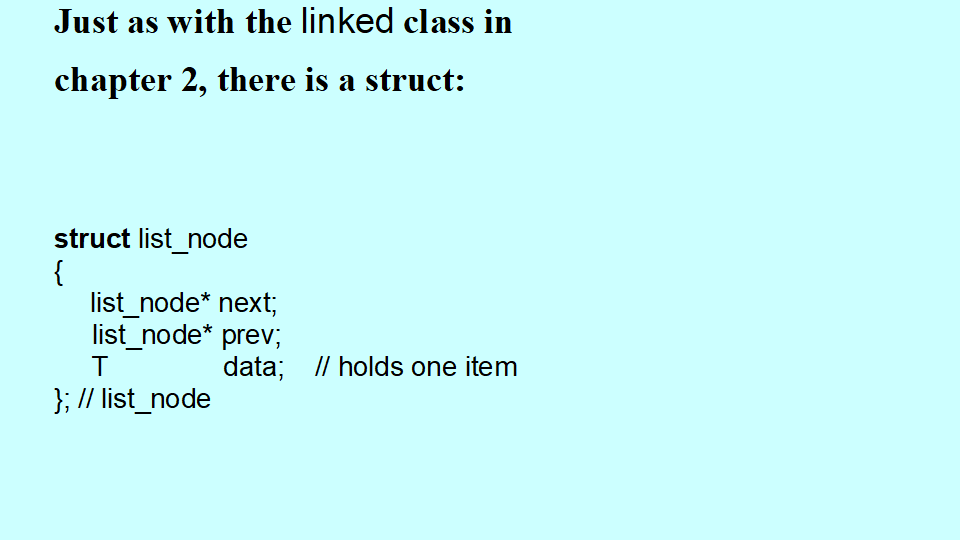 Just as with the linked class in
chapter 2, there is a struct:
struct list_node
{
list_node* next;
list_node* prev;
T data; // holds one item
}; // list_node